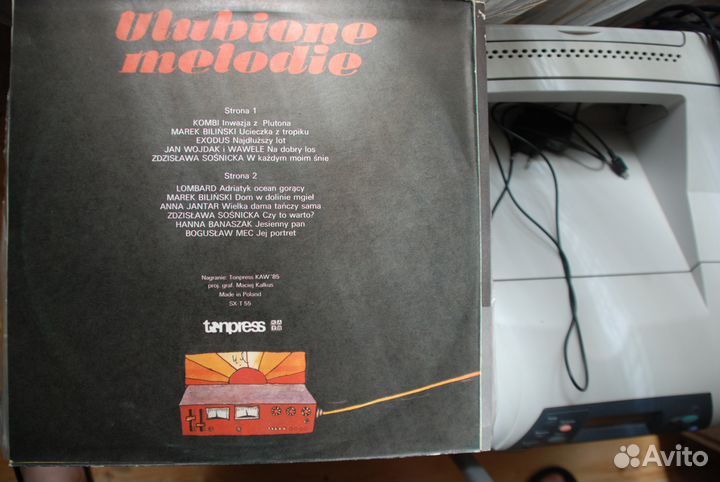 Ulubione
melodie
Strona 1
KOMBI Inwazja z Plutona
MAREK BILIŃSKI Ucieczka z tropiku
EXODUS Najdłuższy lot
JAN WOJDAK i WAWELE Na dobry los
ZDZISŁAWA SOŚNICKA W każdym moim śnie
Strona 2
LOMBARD Adriatyk ocean gorący
MAREK BILIŃSKI Dom w dolinie mgieł
ANNA JANTAR Wielka dama tańczy sama
ZDZISŁAWA SOŚNICKA Czy to warto?
HANNA BANASZAK Jesienny pan
BOGUSŁAW MEC Jej portret
Nagranie: Tonpress KAW '85
proj. graf. Maciej Kałkus
Made in Poland
SX-T 55
tonpress
Avito